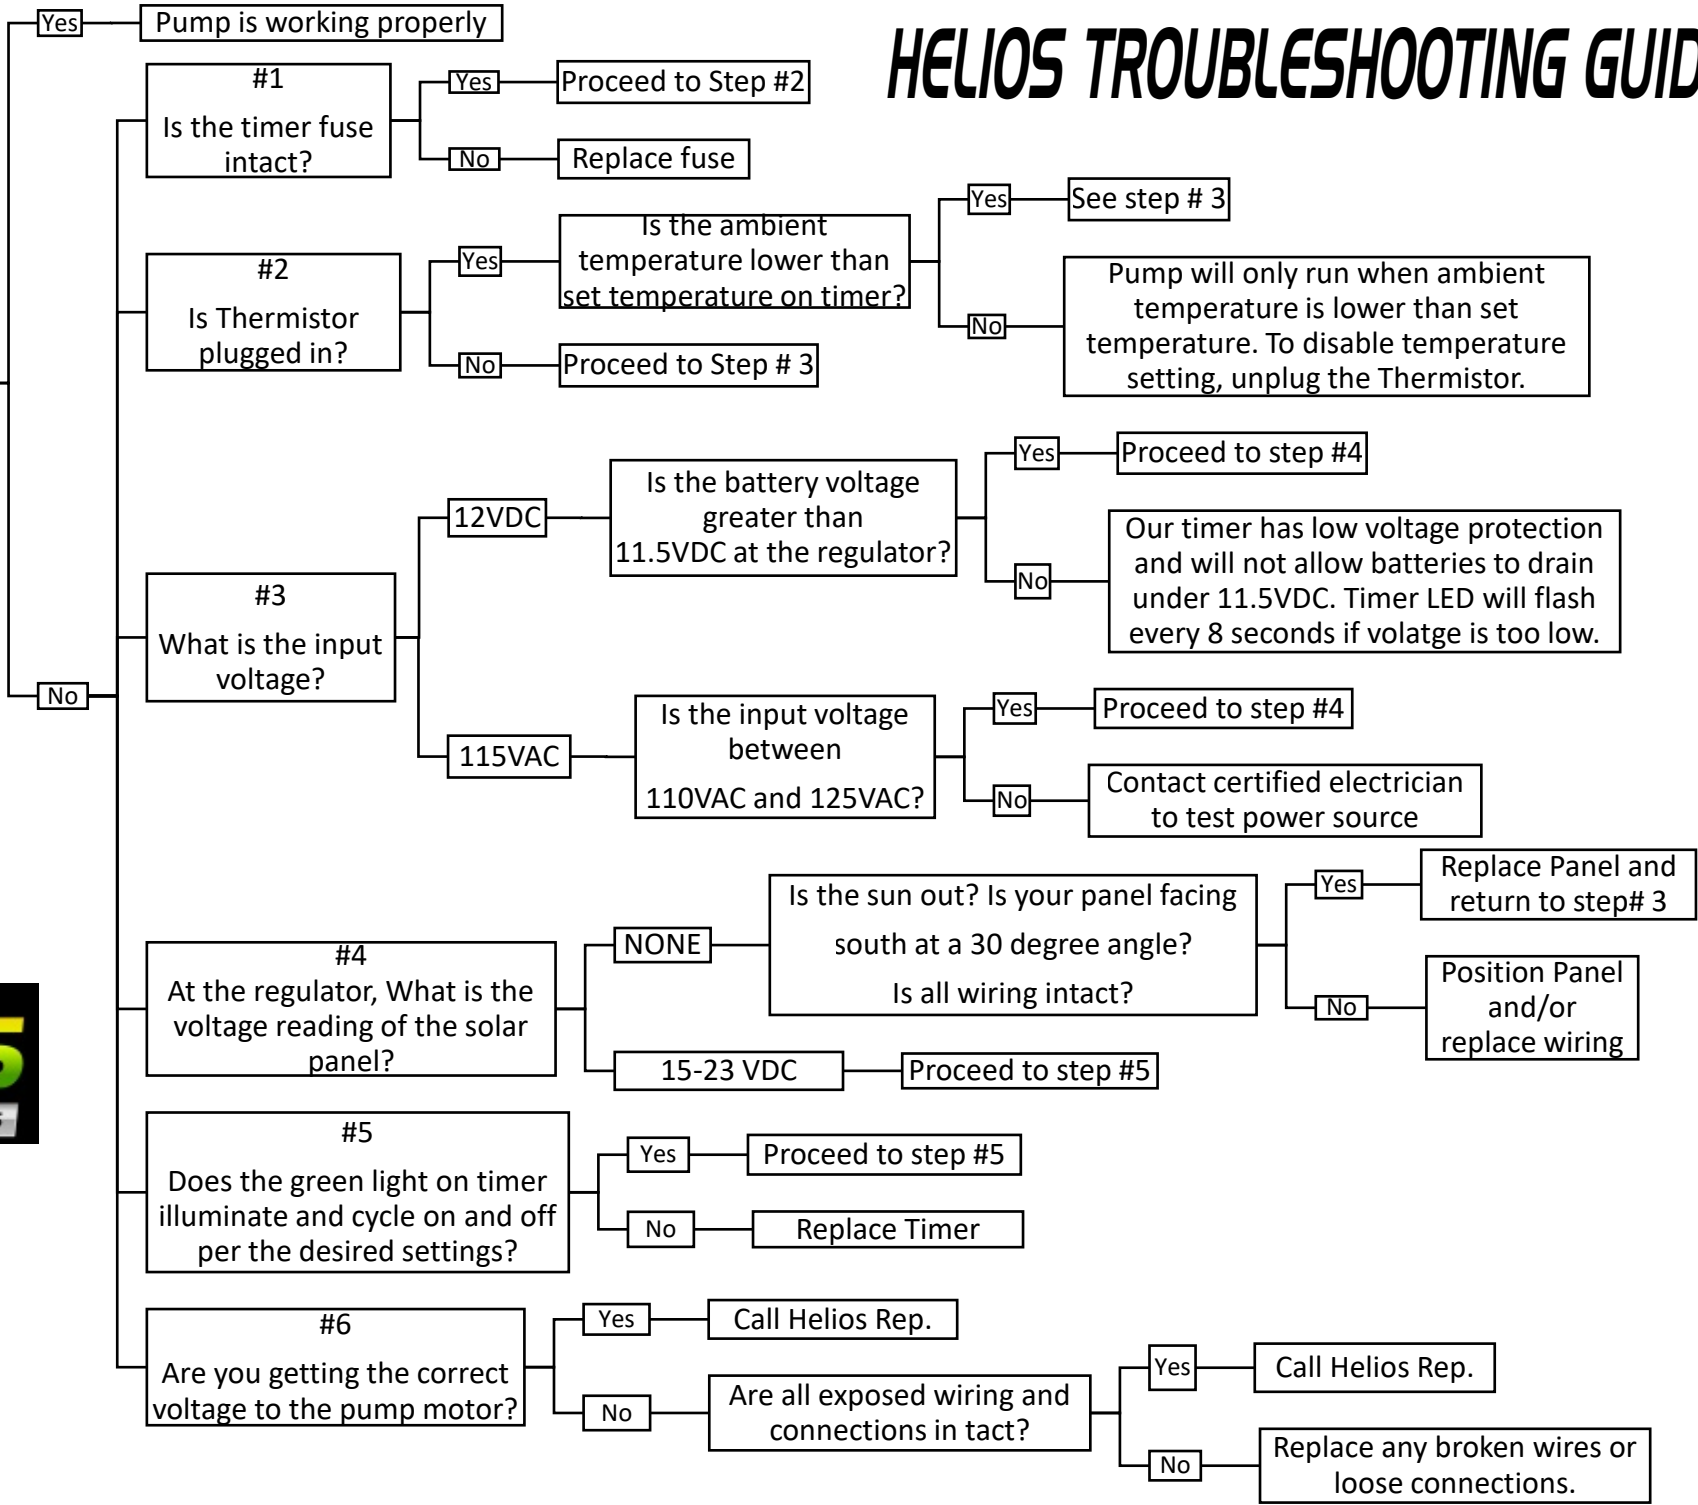 HELIOS TROUBLESHOOTING GUID
Yes
Pump is working properly
No
#1
Is the timer fuse
intact?
Yes
Proceed to Step #2
No
Replace fuse
#2
Is Thermistor
plugged in?
Yes
Is the ambient
temperature lower than
set temperature on timer?
Yes
See step # 3
No
Pump will only run when ambient
temperature is lower than set
temperature. To disable temperature
setting, unplug the Thermistor.
No
Proceed to Step # 3
#3
What is the input
voltage?
12VDC
Is the battery voltage
greater than
11.5VDC at the regulator?
Yes
Proceed to step #4
No
Our timer has low voltage protection
and will not allow batteries to drain
under 11.5VDC. Timer LED will flash
every 8 seconds if volatge is too low.
115VAC
Is the input voltage
between
110VAC and 125VAC?
Yes
Proceed to step #4
No
Contact certified electrician
to test power source
#4
At the regulator, What is the
voltage reading of the solar
panel?
NONE
Is the sun out? Is your panel facing
south at a 30 degree angle?
Is all wiring intact?
Yes
Replace Panel and
return to step# 3
No
Position Panel
and/or
replace wiring
15-23 VDC
Proceed to step #5
#5
Does the green light on timer
illuminate and cycle on and off
per the desired settings?
Yes
Proceed to step #5
No
Replace Timer
#6
Are you getting the correct
voltage to the pump motor?
Yes
Call Helios Rep.
No
Are all exposed wiring and
connections in tact?
Yes
Call Helios Rep.
No
Replace any broken wires or
loose connections.